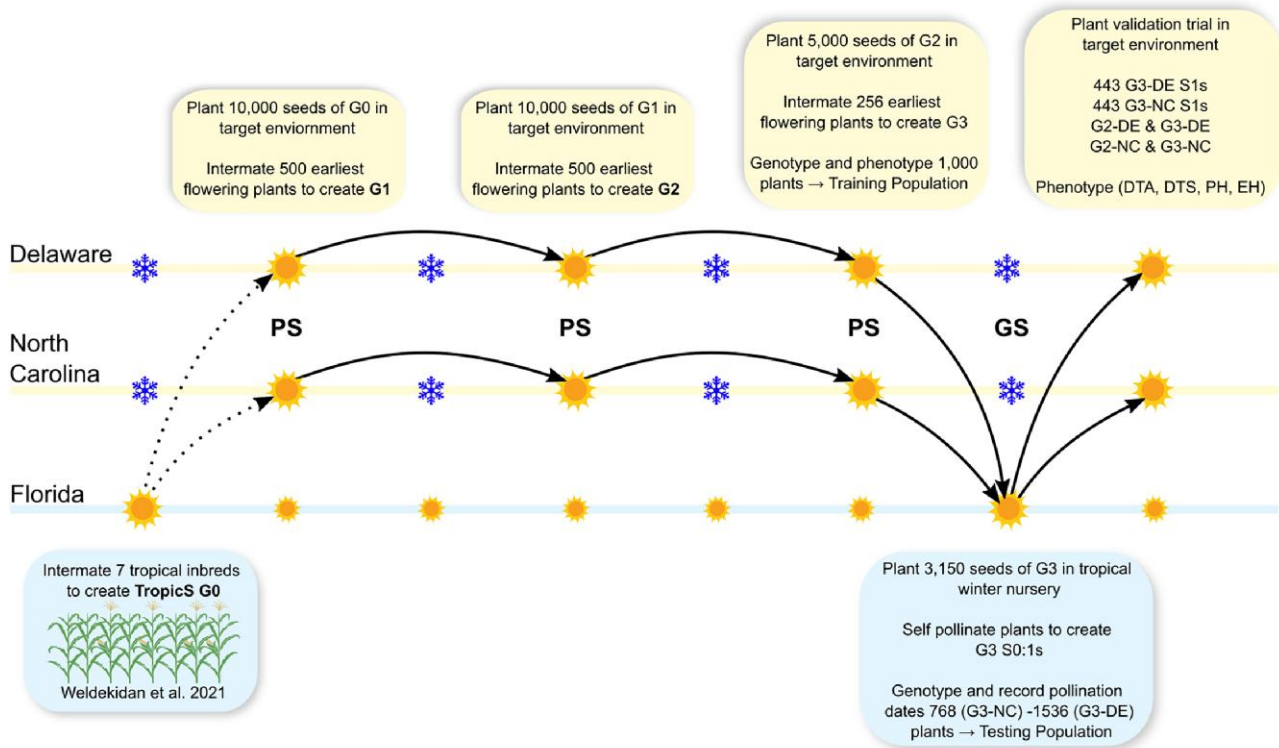 Plant 10,000 seeds of G0 in
target enviornment
Intermate 500 earliest
flowering plants to create G1
Plant 10,000 seeds of G1 in
target environment
Intermate 500 earliest
flowering plants to create G2
Plant 5,000 seeds of G2 in
target environment
Intermate 256 earliest
flowering plants to create G3
Genotype and phenotype 1,000
plants → Training Population
Plant validation trial in
target environment
443 G3-DE S1s
443 G3-NC S1s
G2-DE & G3-DE
G2-NC & G3-NC
Phenotype (DTA, DTS, PH, EH)
Delaware
PS
PS
PS
GS
North
Carolina
Florida
Intermate 7 tropical inbreds
to create TropicS G0
Weldekidan et al. 2021
Plant 3,150 seeds of G3 in tropical
winter nursery
Self pollinate plants to create
G3 S0:1s
Genotype and record pollination
dates 768 (G3-NC) -1536 (G3-DE)
plants → Testing Population